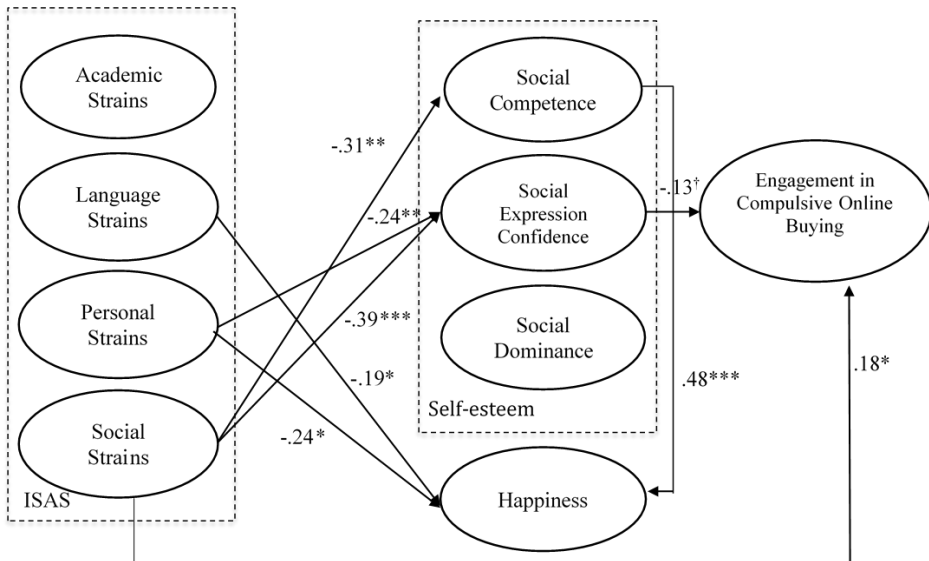 Academic
Strains
Language
Strains
Personal
Strains
Social
Strains
ISAS
-.31**
-.24**
-.39***
-.19*
-.24*
Social
Competence
Social
Expression
Confidence
Social
Dominance
Self-esteem
Happiness
-.13†
.48***
Engagement in
Compulsive Online
Buying
.18*